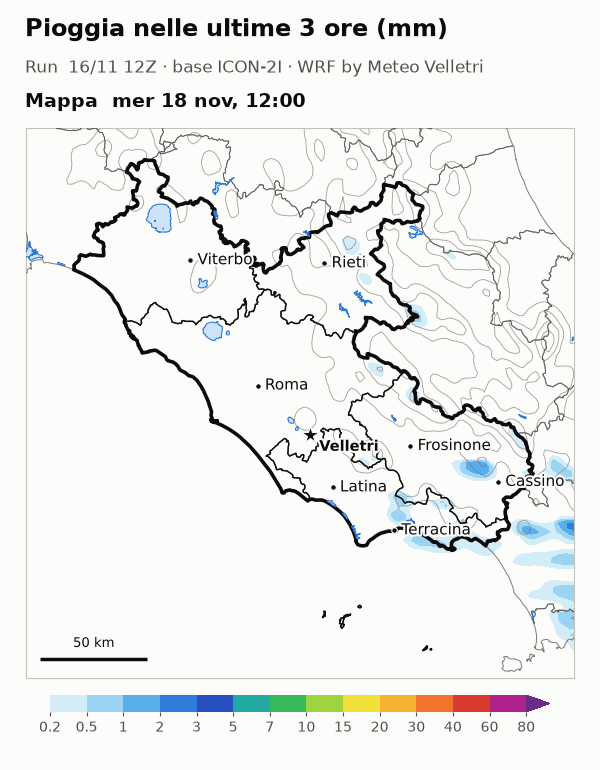 Pioggia nelle ultime 3 ore (mm)
Run  16/11 12Z · base ICON-2I · WRF by Meteo Velletri
Mappa  mer 18 nov, 12:00
Viterbo
Rieti
Roma
Velletri
Frosinone
Latina
Cassino
Terracina
50 km
0.2 0.5 1 2 3 5 7 10 15 20 30 40 60 80